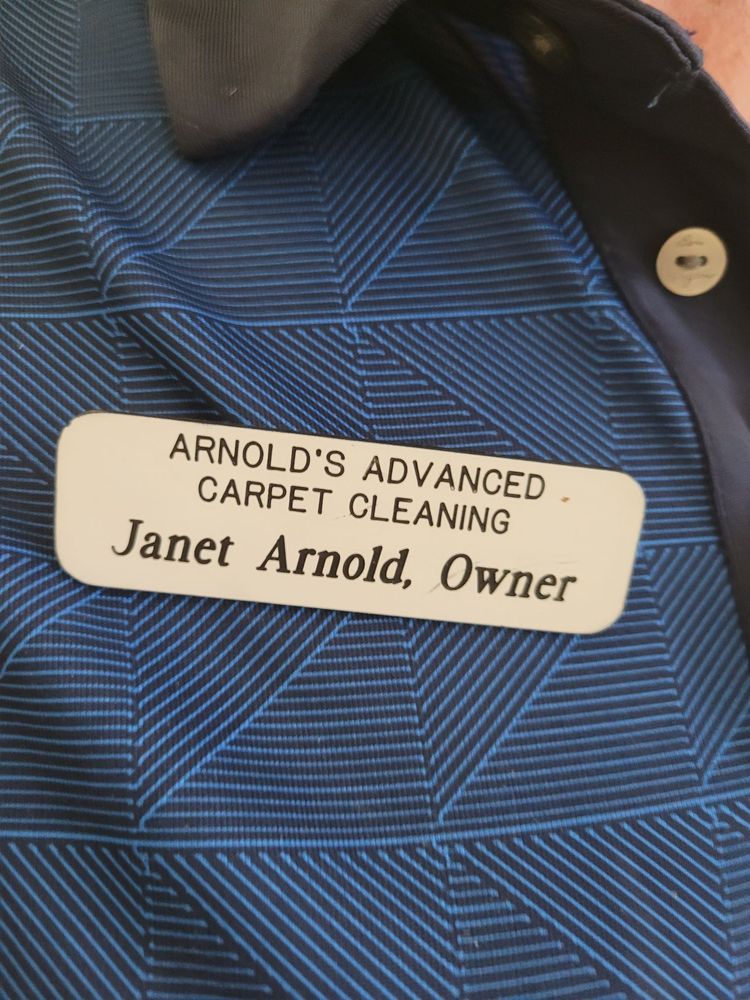 ARNOLD'S ADVANCED
CARPET CLEANING
Janet Arnold, Owner